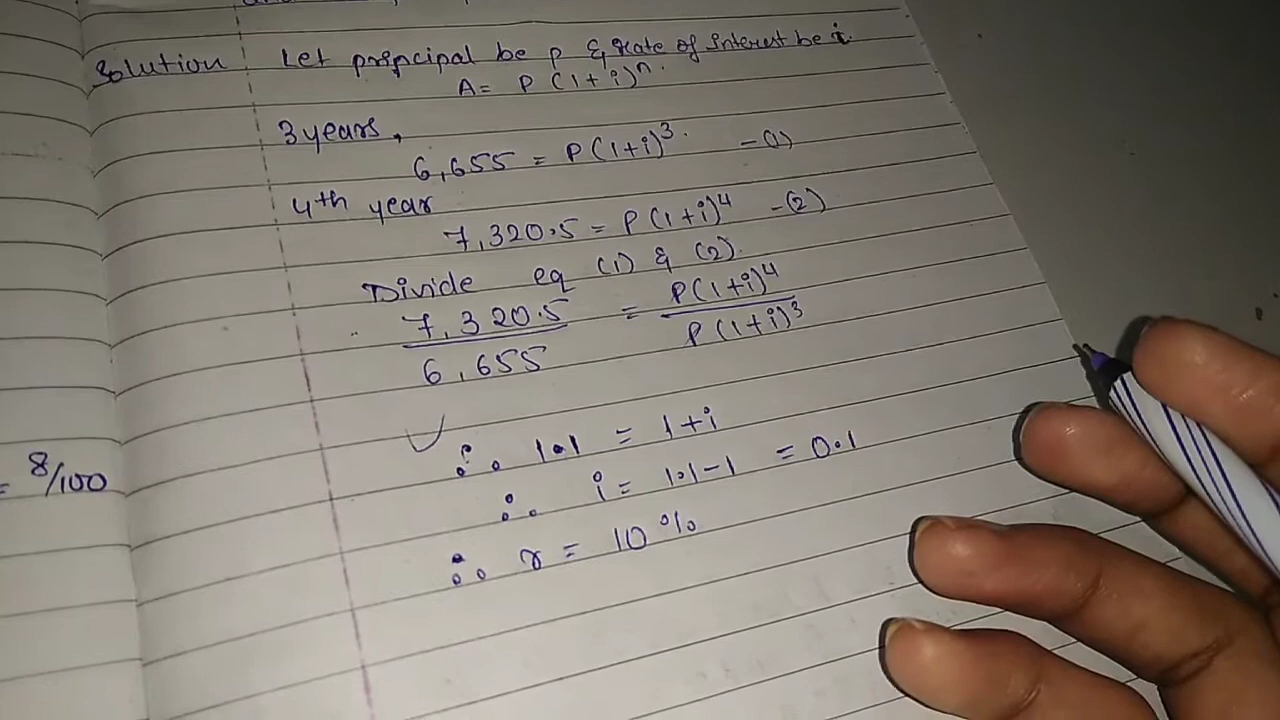 Solution Let principal be p & rate of interest be i.
A = P (1+i)^n.
3 years,
6,655 = P(1+i)^3. -(1)
4th year
7,320.5 = P(1+i)^4 -(2)
Divide eq (1) & (2).
7,320.5 = P(1+i)^4
6,655 P(1+i)^3
∴ 1.1 = 1+i
= 8/100
∴ i = 1.1-1 = 0.1
∴ r = 10%